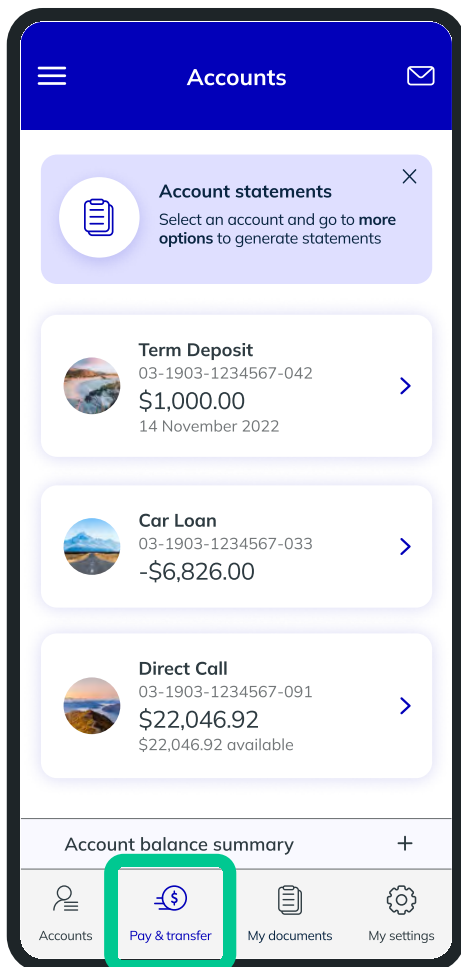 Accounts
Account statements
Select an account and go to more
options to generate statements
Term Deposit
03-1903-1234567-042
$1,000.00
14 November 2022
Car Loan
03-1903-1234567-033
-$6,826.00
Direct Call
03-1903-1234567-091
$22,046.92
$22,046.92 available
Account balance summary
Accounts
Pay & transfer
My documents
My settings